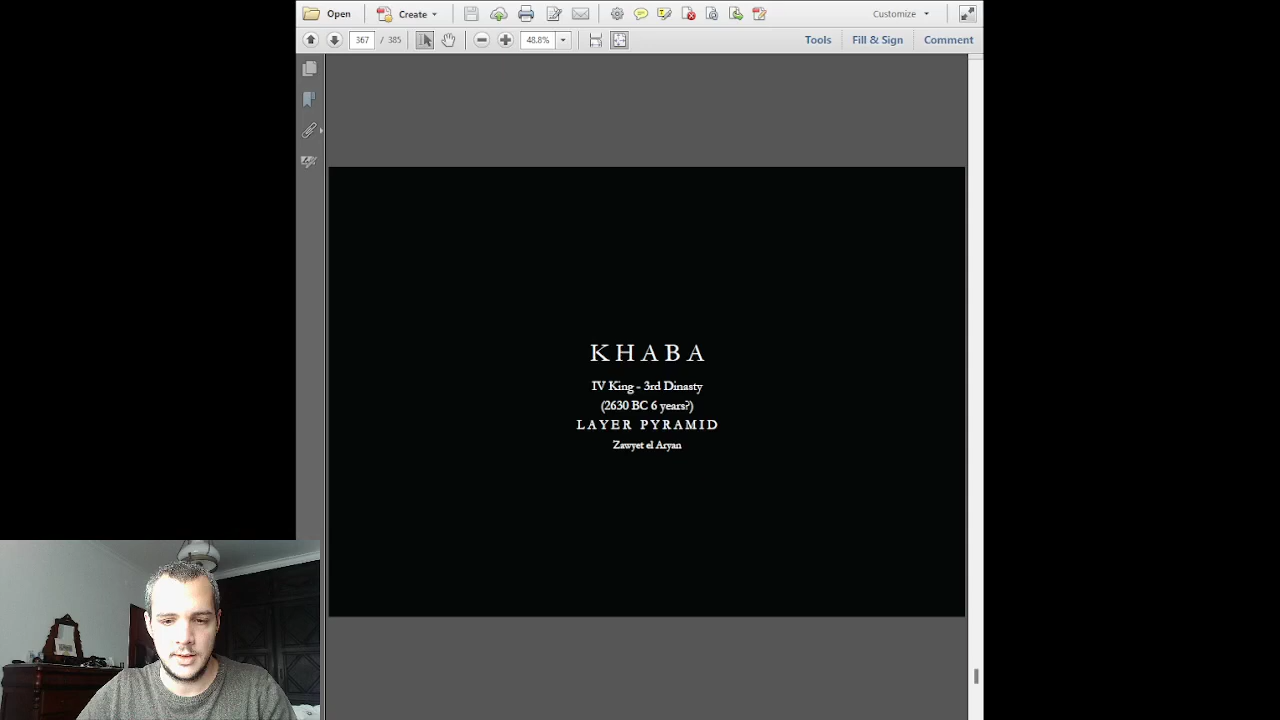 Open
Create
Customize
367 / 385
48.8%
Tools
Fill & Sign
Comment
KHABA
IV King - 3rd Dinasty
(2630 BC 6 years?)
LAYER PYRAMID
Zawyet el Aryan